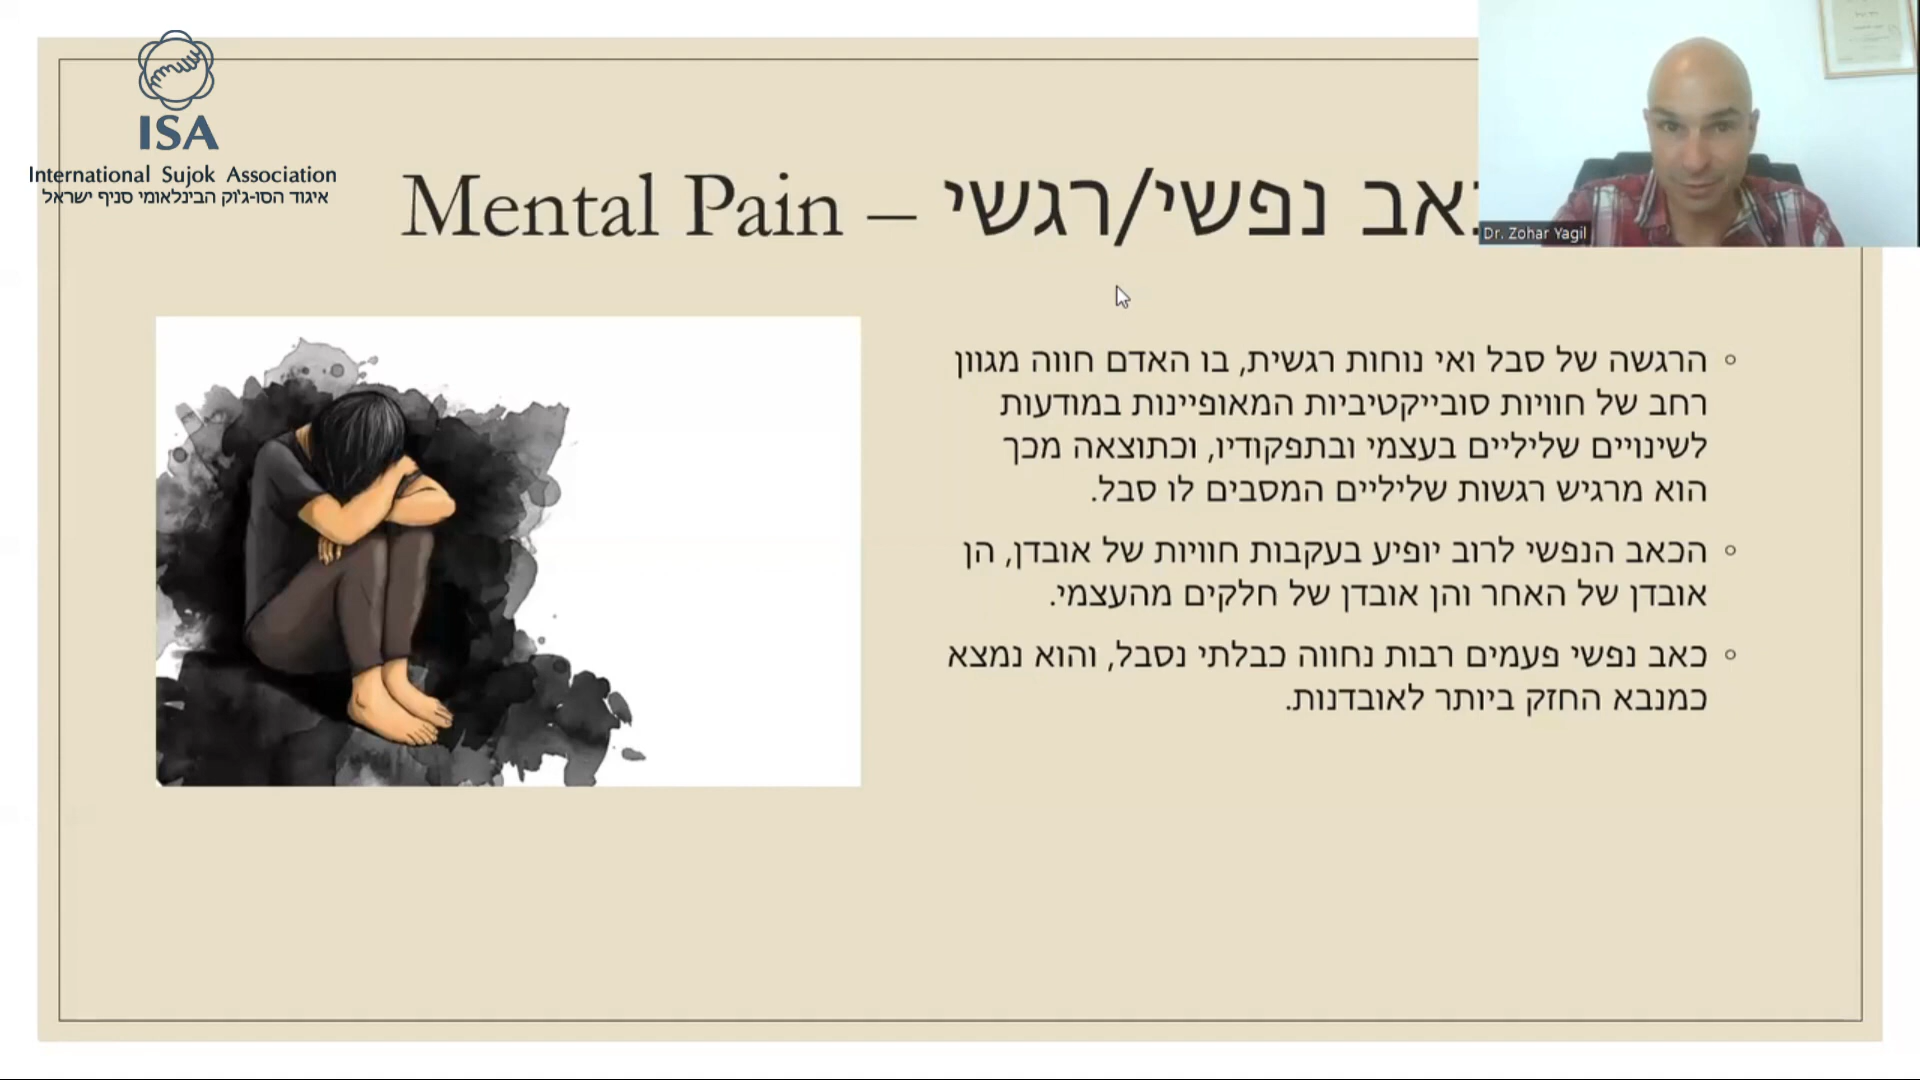 ISA
International Sujok Association
איגוד הסו-ג'וק הבינלאומי סניף ישראל
נפשי/רגשי – Mental Pain
Dr. Zohar Yagil
הרגשה של סבל ואי נוחות רגשית, בו האדם חווה מגוון
רחב של חוויות סובייקטיביות המאופיינות במודעות
לשינויים שליליים בעצמי ובתפקודיו, וכתוצאה מכך
הוא מרגיש רגשות שליליים המסבים לו סבל.
הכאב הנפשי לרוב יופיע בעקבות חוויות של אובדן, הן
אובדן של האחר והן אובדן של חלקים מהעצמי.
כאב נפשי פעמים רבות נחווה כבלתי נסבל, והוא נמצא
כמנבא החזק ביותר לאובדנות.